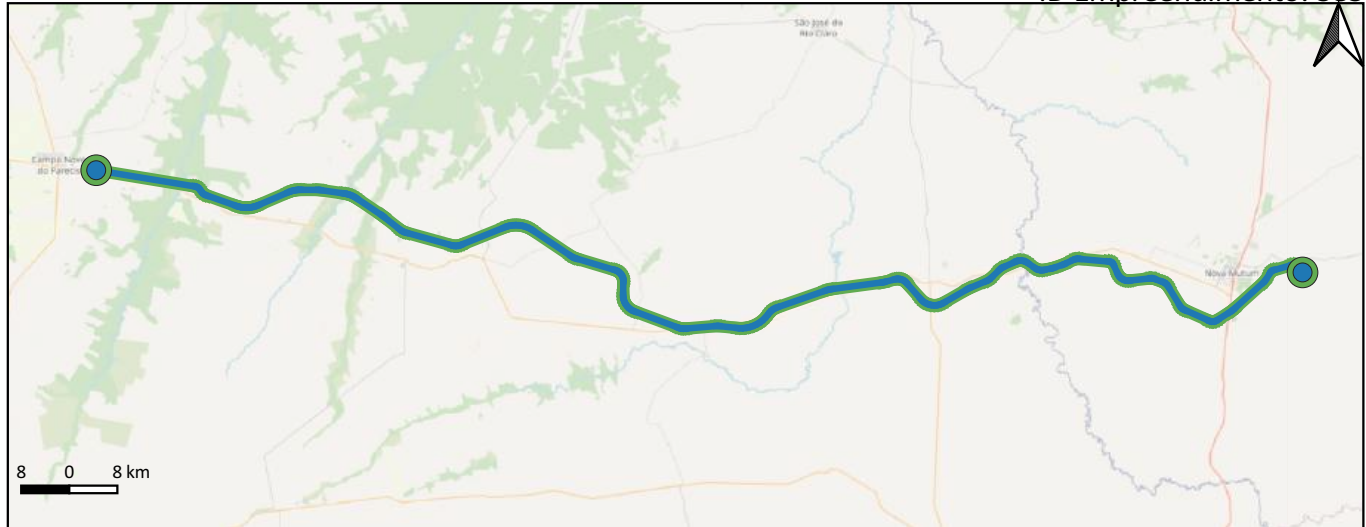 São José do
Rio Claro
Campo Novo
do Parecis
Nova Mutum
8 0 8 km